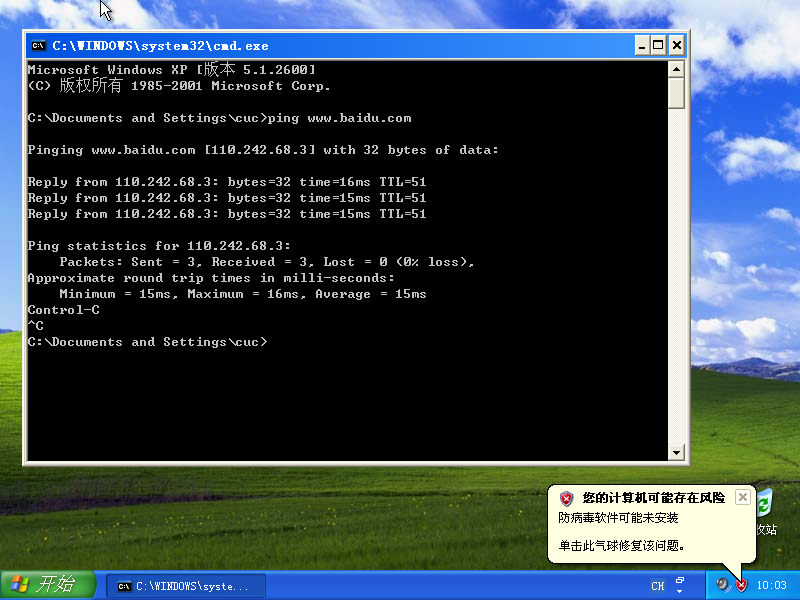 C:\WINDOWS\system32\cmd.exe
Microsoft Windows XP [版本 5.1.2600]
(C) 版权所有 1985-2001 Microsoft Corp.
C:\Documents and Settings\cuc>ping www.baidu.com
Pinging www.baidu.com [110.242.68.3] with 32 bytes of data:
Reply from 110.242.68.3: bytes=32 time=16ms TTL=51
Reply from 110.242.68.3: bytes=32 time=15ms TTL=51
Reply from 110.242.68.3: bytes=32 time=15ms TTL=51
Ping statistics for 110.242.68.3:
Packets: Sent = 3, Received = 3, Lost = 0 (0% loss),
Approximate round trip times in milli-seconds:
Minimum = 15ms, Maximum = 16ms, Average = 15ms
Control-C
^C
C:\Documents and Settings\cuc>
您的计算机可能存在风险
防病毒软件可能未安装
单击此气球修复该问题。
收站
开始
C:\WINDOWS\syste...
CH
10:03